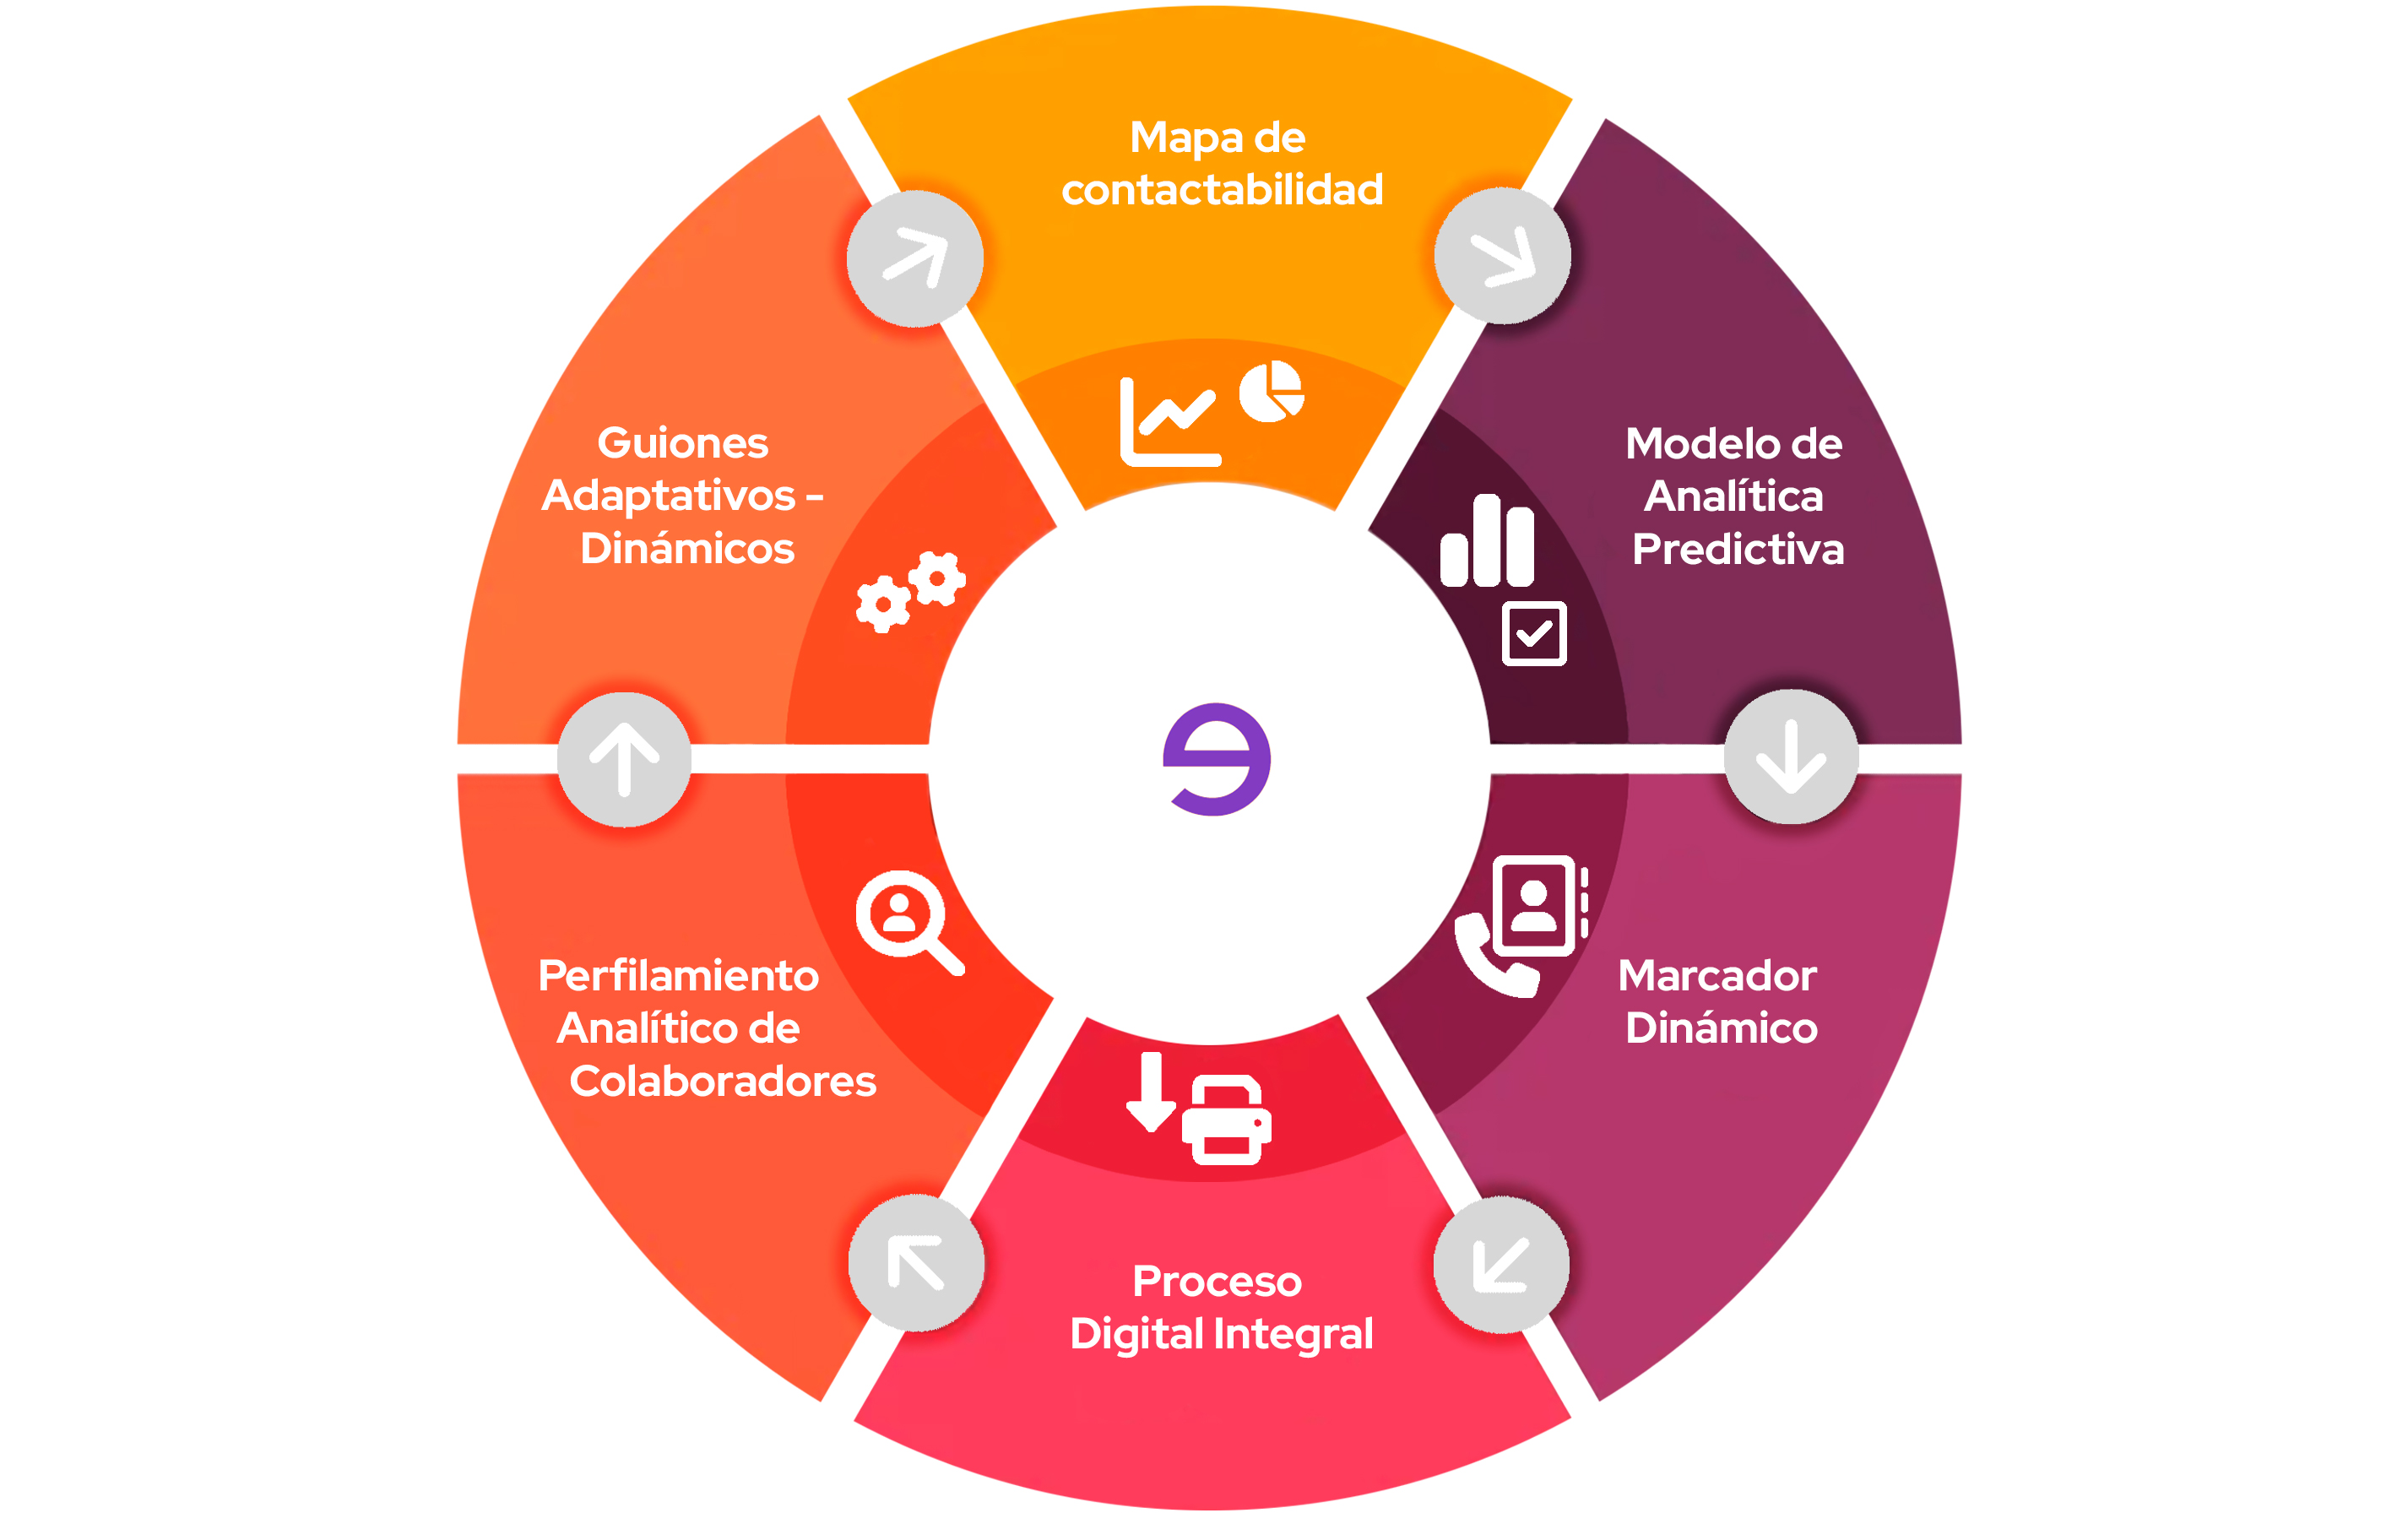 Mapa de
contactabilidad
Modelo de
Analítica
Predictiva
Marcador
Dinámico
Proceso
Digital Integral
Perfilamiento
Analítico de
Colaboradores
Guiones
Adaptativos -
Dinámicos